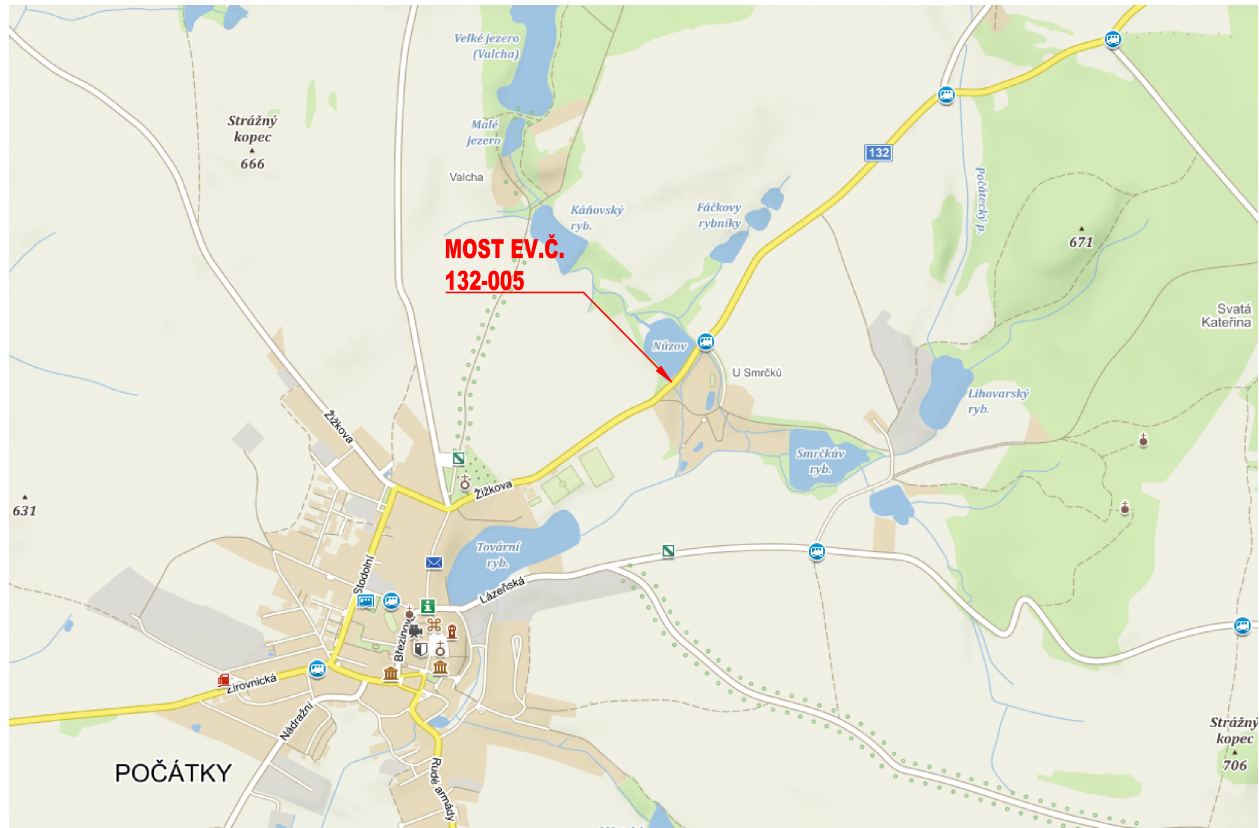 Velké jezero
(Valcha)
Strážný
kopec
666
Malé
jezero
132
Valcha
Počátecký p.
Káňovský
ryb.
Fáčkovy
rybníky
671
MOST EV.Č.
132-005
Svatá
Kateřina
Nůzov
U Smrčků
Lihovarský
ryb.
Žižkova
Smrčkův
ryb.
Žižkova
631
Tovární
ryb.
Stodolní
Lázeňská
Březinova
Žirovnická
Nádražní
Strážný
kopec
706
POČÁTKY
Rudé armády